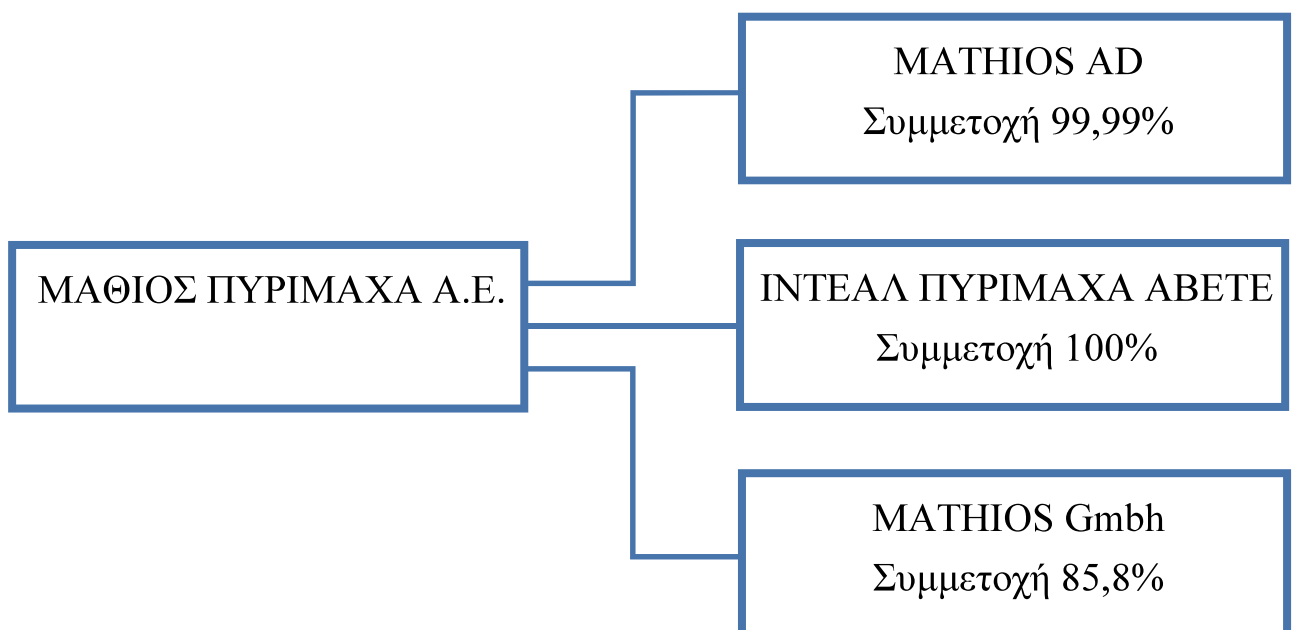 MATHIOS AD
Συμμετοχή 99,99%
ΜΑΘΙΟΣ ΠΥΡΙΜΑΧΑ Α.Ε.
ΙΝΤΕΑΛ ΠΥΡΙΜΑΧΑ ΑΒΕΤΕ
Συμμετοχή 100%
MATHIOS Gmbh
Συμμετοχή 85,8%